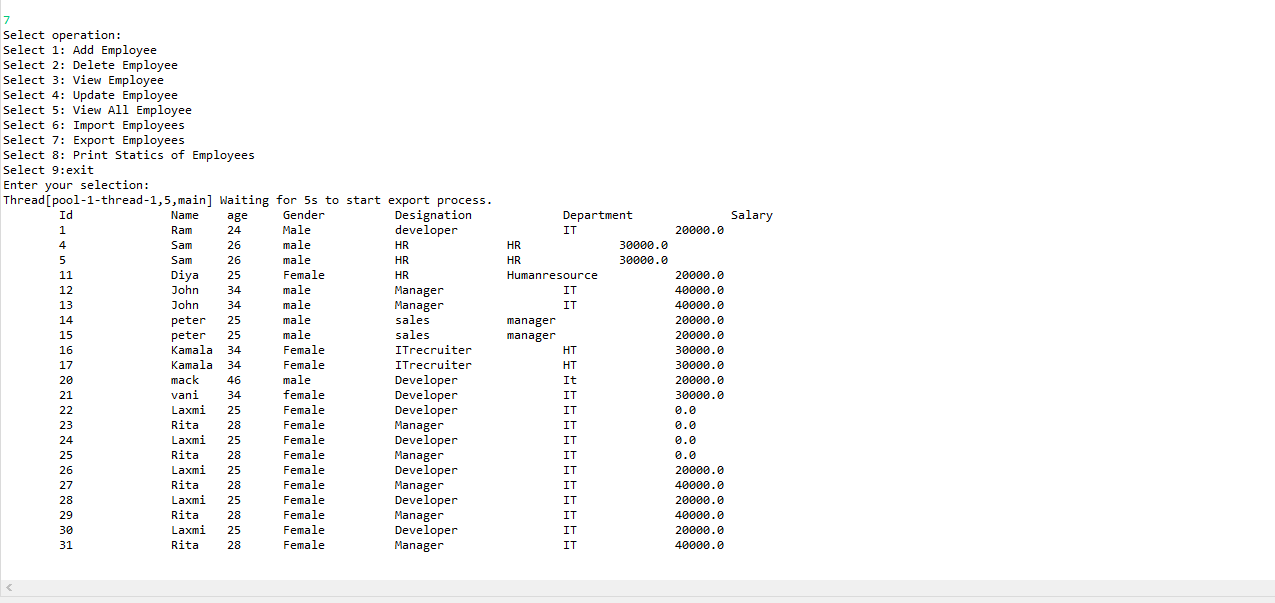 7
Select operation:
Select 1: Add Employee
Select 2: Delete Employee
Select 3: View Employee
Select 4: Update Employee
Select 5: View All Employee
Select 6: Import Employees
Select 7: Export Employees
Select 8: Print Statics of Employees
Select 9:exit
Enter your selection:
Thread[pool-1-thread-1,5,main] Waiting for 5s to start export process.
Id Name age Gender Designation Department Salary
1 Ram 24 Male developer IT 20000.0
4 Sam 26 male HR HR 30000.0
5 Sam 26 male HR HR 30000.0
11 Diya 25 Female HR Humanresource 20000.0
12 John 34 male Manager IT 40000.0
13 John 34 male Manager IT 40000.0
14 peter 25 male sales manager 20000.0
15 peter 25 male sales manager 20000.0
16 Kamala 34 Female ITrecruiter HT 30000.0
17 Kamala 34 Female ITrecruiter HT 30000.0
20 mack 46 male Developer It 20000.0
21 vani 34 female Developer IT 30000.0
22 Laxmi 25 Female Developer IT 0.0
23 Rita 28 Female Manager IT 0.0
24 Laxmi 25 Female Developer IT 0.0
25 Rita 28 Female Manager IT 0.0
26 Laxmi 25 Female Developer IT 20000.0
27 Rita 28 Female Manager IT 40000.0
28 Laxmi 25 Female Developer IT 20000.0
29 Rita 28 Female Manager IT 40000.0
30 Laxmi 25 Female Developer IT 20000.0
31 Rita 28 Female Manager IT 40000.0